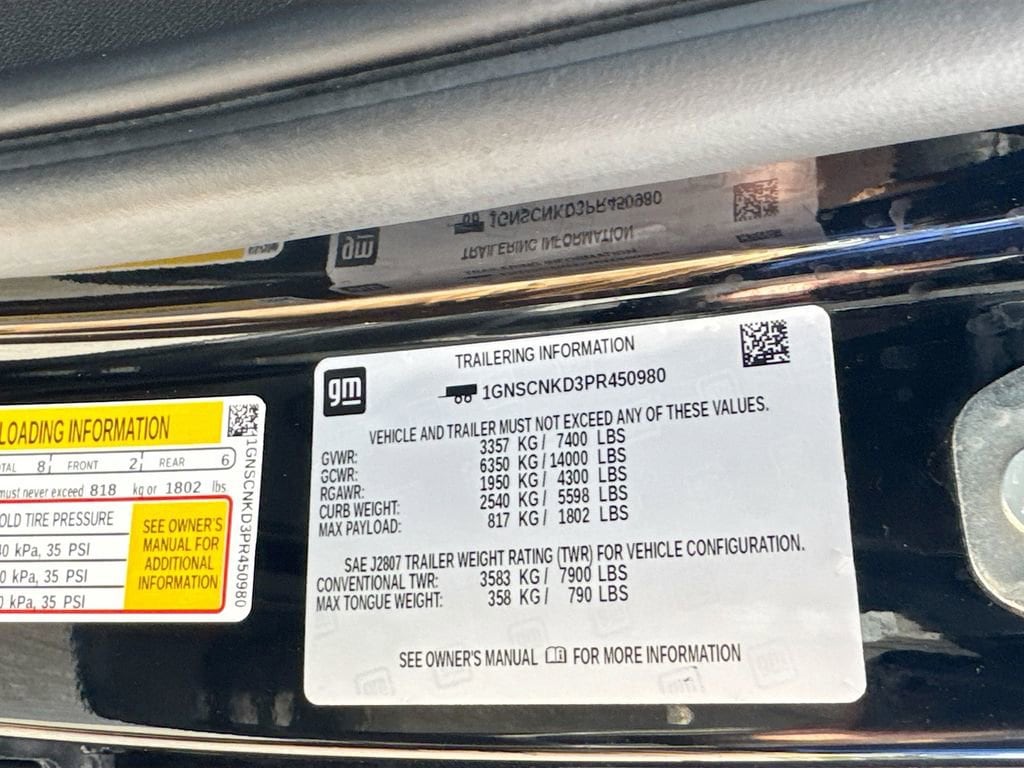 gm
TRAILERING INFORMATION
1GNSCNKD3PR450980
VEHICLE AND TRAILER MUST NOT EXCEED ANY OF THESE VALUES.
GVWR: 3357 KG / 7400 LBS
GCWR: 6350 KG / 14000 LBS
RGAWR: 1950 KG / 4300 LBS
CURB WEIGHT: 2540 KG / 5598 LBS
MAX PAYLOAD: 817 KG / 1802 LBS
SAE J2807 TRAILER WEIGHT RATING (TWR) FOR VEHICLE CONFIGURATION.
CONVENTIONAL TWR: 3583 KG / 7900 LBS
MAX TONGUE WEIGHT: 358 KG / 790 LBS
SEE OWNER'S MANUAL FOR MORE INFORMATION
LOADING INFORMATION
8 FRONT 2 REAR 6
must never exceed 818 kg or 1802 lbs
TIRE PRESSURE
kPa, 35 PSI
kPa, 35 PSI
kPa, 35 PSI
SEE OWNER'S
MANUAL FOR
ADDITIONAL
INFORMATION
1GNSCNKD3PR450980